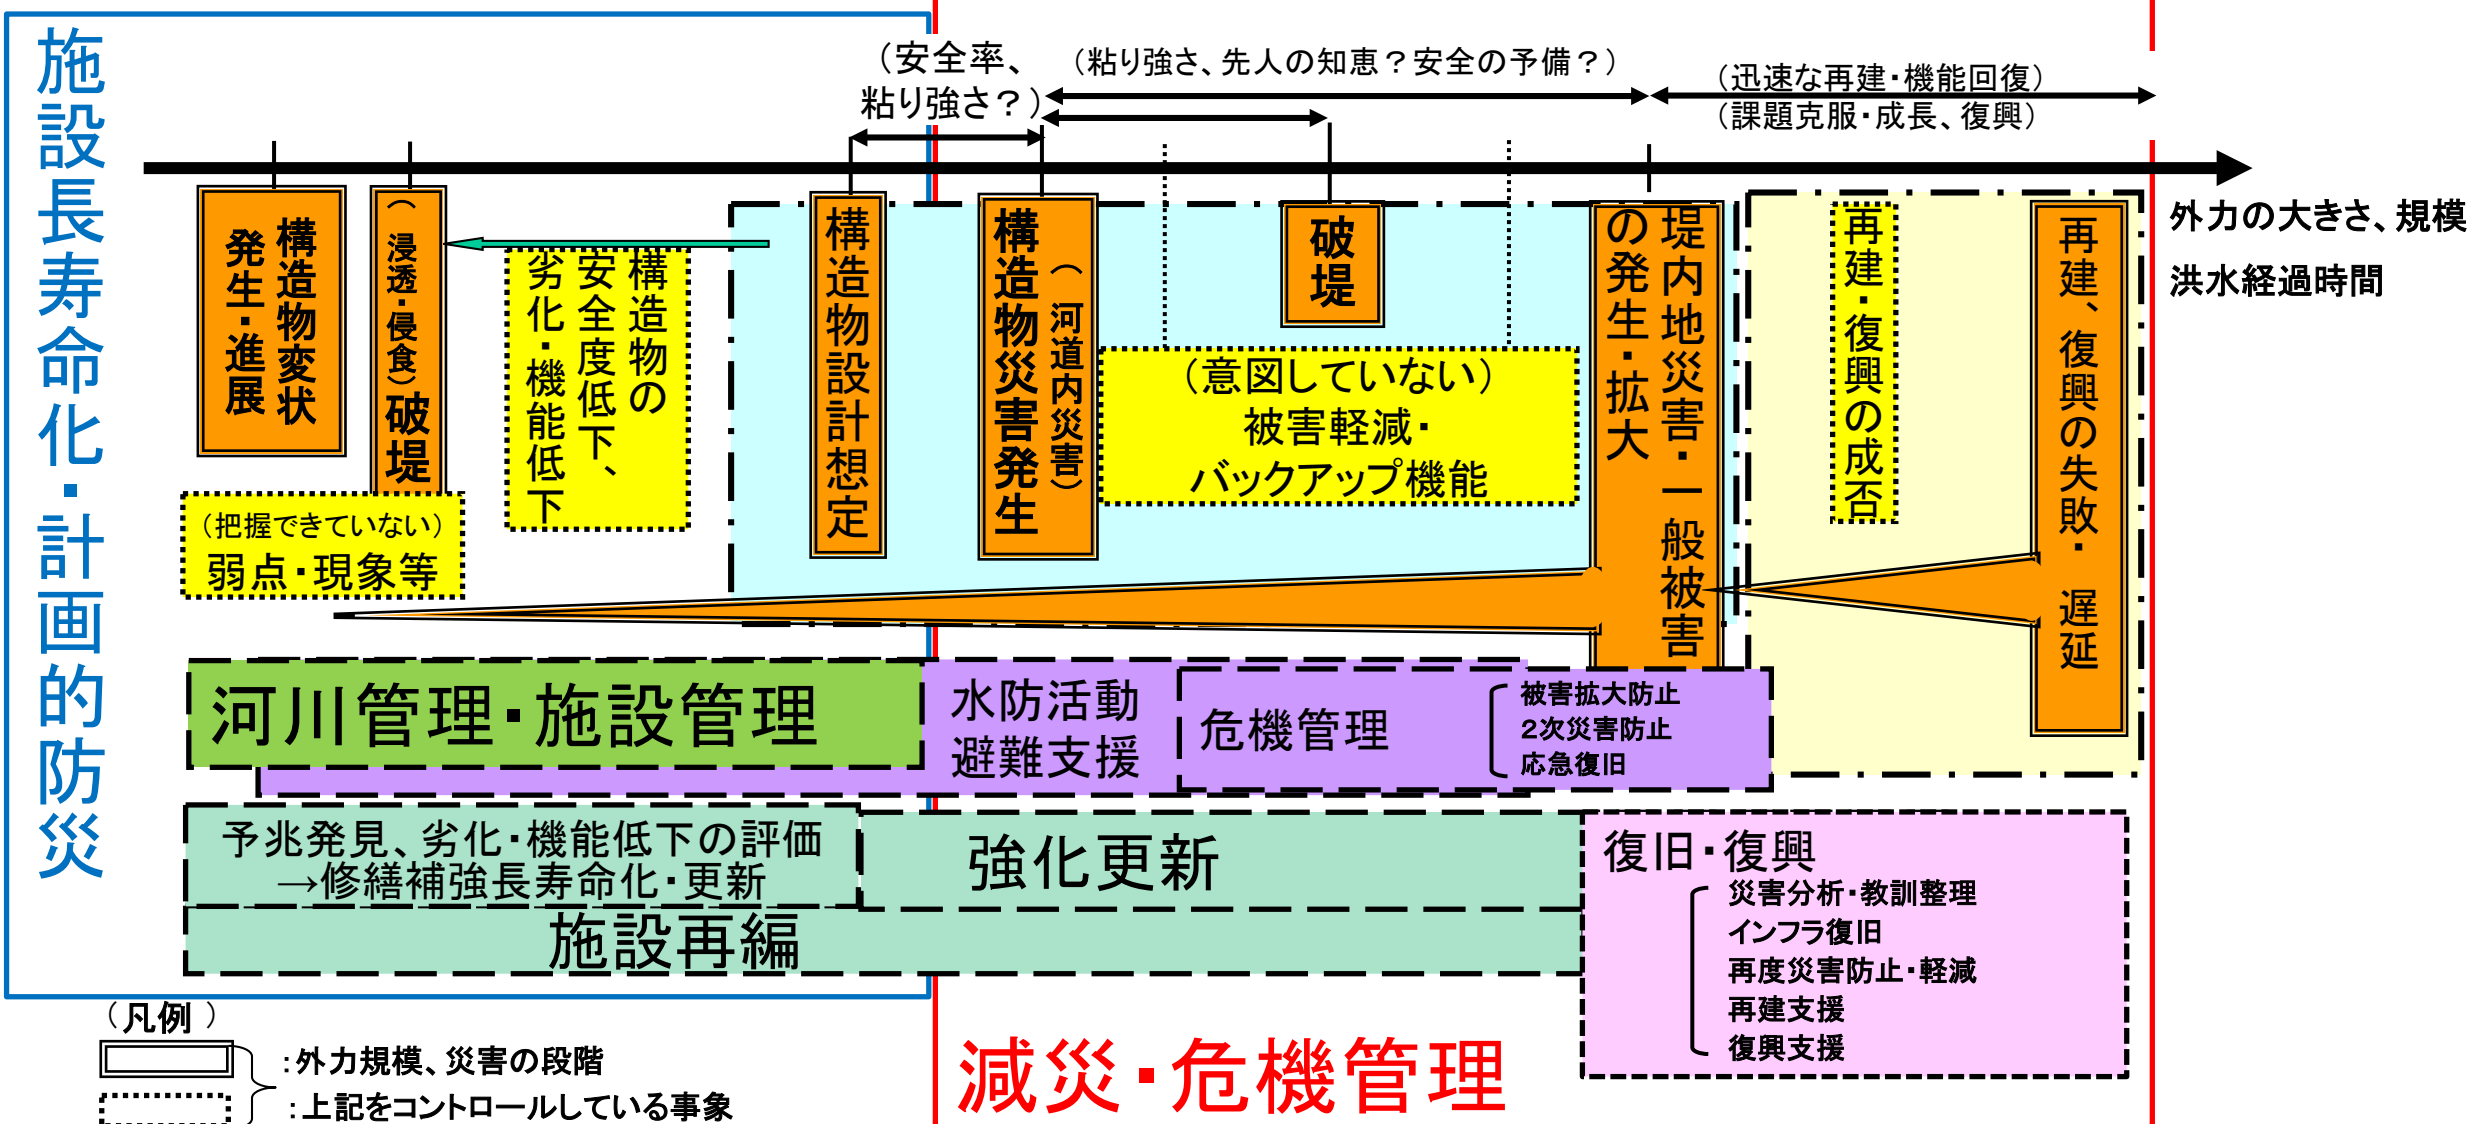 施設長寿命化・計画的防災
（安全率、
粘り強さ？）
（粘り強さ、先人の知恵？安全の予備？）
（迅速な再建・機能回復）
（課題克服・成長、復興）
外力の大きさ、規模
洪水経過時間
構造物変状
発生・進展
（浸透・侵食）破堤
構造物の
安全度低下、
劣化・機能低下
（把握できていない）
弱点・現象等
構造物設計想定
構造物災害発生
（河道内災害）
破堤
（意図していない）
被害軽減・
バックアップ機能
堤内地災害・一般被害
の発生・拡大
再建・復興の成否
再建、復興の失敗・遅延
河川管理・施設管理
水防活動
避難支援
危機管理
被害拡大防止
２次災害防止
応急復旧
予兆発見、劣化・機能低下の評価
→修繕補強長寿命化・更新
強化更新
施設再編
復旧・復興
災害分析・教訓整理
インフラ復旧
再度災害防止・軽減
再建支援
復興支援
減災・危機管理
（凡例）
：外力規模、災害の段階
：上記をコントロールしている事象